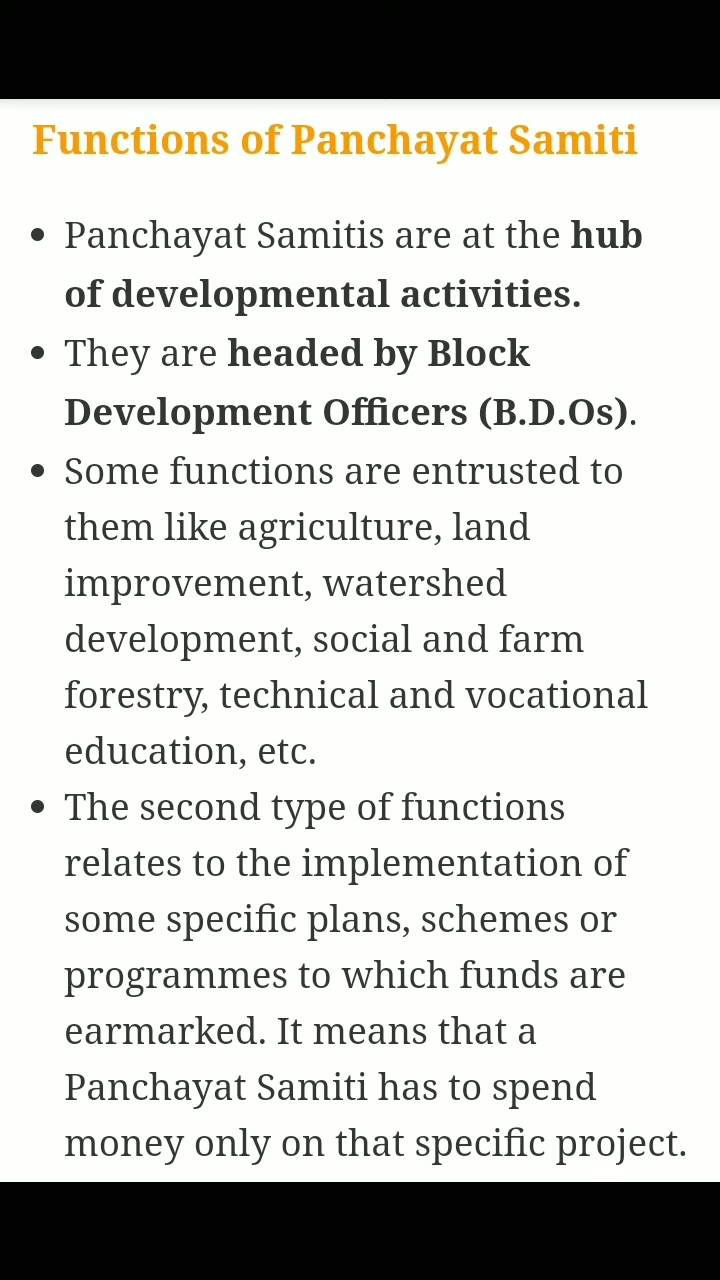 Functions of Panchayat Samiti
• Panchayat Samitis are at the hub
of developmental activities.
• They are headed by Block
Development Officers (B.D.Os).
• Some functions are entrusted to
them like agriculture, land
improvement, watershed
development, social and farm
forestry, technical and vocational
education, etc.
• The second type of functions
relates to the implementation of
some specific plans, schemes or
programmes to which funds are
earmarked. It means that a
Panchayat Samiti has to spend
money only on that specific project.